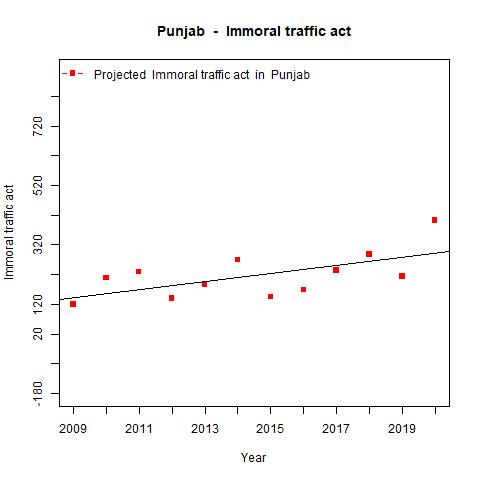 Punjab - Immoral traffic act
Projected Immoral traffic act in Punjab
720
520
320
120
20
-180
Immoral traffic act
2009 2011 2013 2015 2017 2019
Year